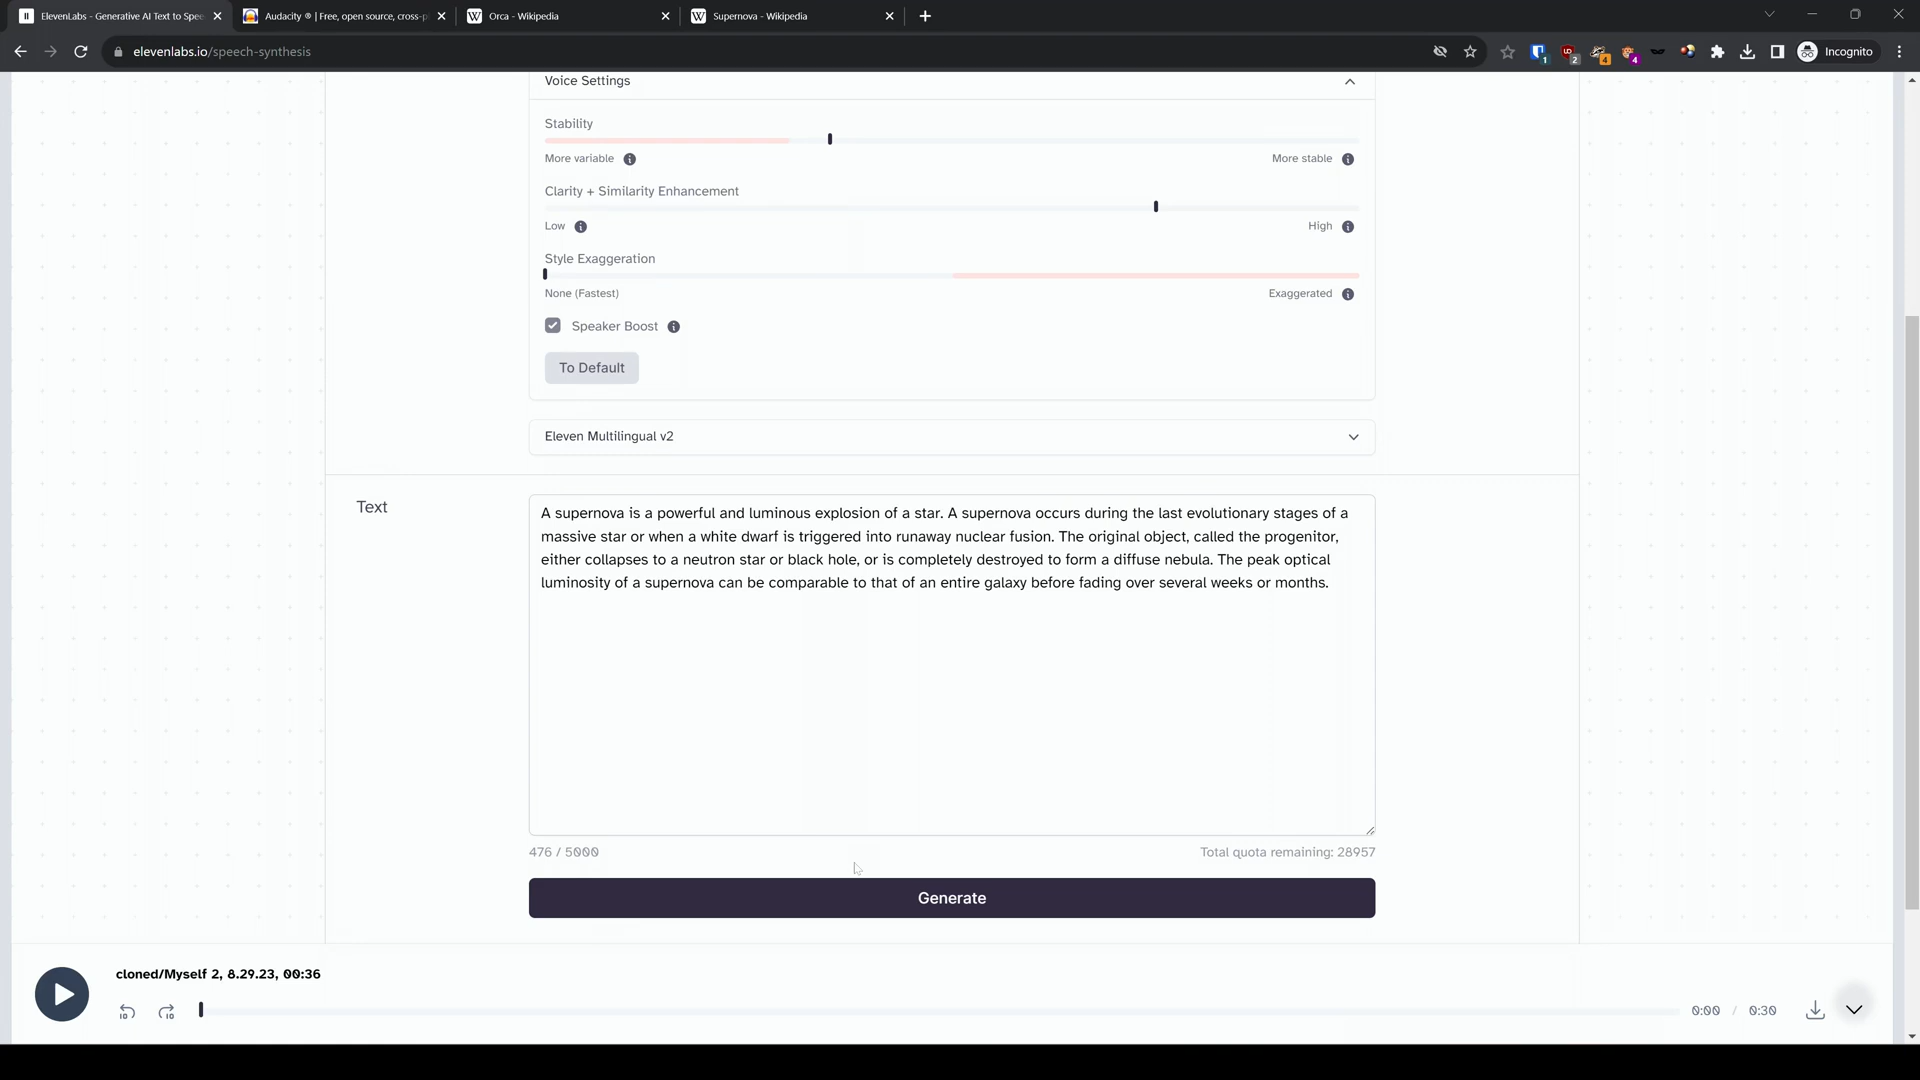 ElevenLabs - Generative AI Text to Spee
Audacity ® | Free, open source, cross-p
Orca - Wikipedia
Supernova - Wikipedia
elevenlabs.io/speech-synthesis
1
2
4
4
Incognito
Voice Settings
Stability
More variable
More stable
Clarity + Similarity Enhancement
Low
High
Style Exaggeration
None (Fastest)
Exaggerated
Speaker Boost
To Default
Eleven Multilingual v2
Text
A supernova is a powerful and luminous explosion of a star. A supernova occurs during the last evolutionary stages of a
massive star or when a white dwarf is triggered into runaway nuclear fusion. The original object, called the progenitor,
either collapses to a neutron star or black hole, or is completely destroyed to form a diffuse nebula. The peak optical
luminosity of a supernova can be comparable to that of an entire galaxy before fading over several weeks or months.
476 / 5000
Total quota remaining: 28957
Generate
cloned/Myself 2, 8.29.23, 00:36
10
10
0:00 / 0:30